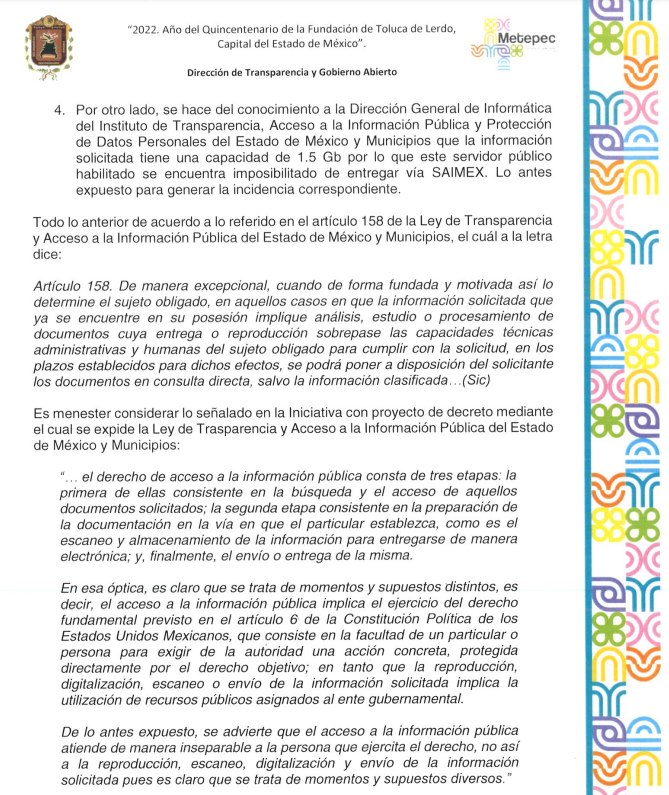 "2022. Año del Quincentenario de la Fundación de Toluca de Lerdo,
Capital del Estado de México".
Metepec
Dirección de Transparencia y Gobierno Abierto
4. Por otro lado, se hace del conocimiento a la Dirección General de Informática
del Instituto de Transparencia, Acceso a la Información Pública y Protección
de Datos Personales del Estado de México y Municipios que la información
solicitada tiene una capacidad de 1.5 Gb por lo que este servidor público
habilitado se encuentra imposibilitado de entregar vía SAIMEX. Lo antes
expuesto para generar la incidencia correspondiente.
Todo lo anterior de acuerdo a lo referido en el artículo 158 de la Ley de Transparencia
y Acceso a la Información Pública del Estado de México y Municipios, el cuál a la letra
dice:
Artículo 158. De manera excepcional, cuando de forma fundada y motivada así lo
determine el sujeto obligado, en aquellos casos en que la información solicitada que
ya se encuentre en su posesión implique análisis, estudio o procesamiento de
documentos cuya entrega o reproducción sobrepase las capacidades técnicas
administrativas y humanas del sujeto obligado para cumplir con la solicitud, en los
plazos establecidos para dichos efectos, se podrá poner a disposición del solicitante
los documentos en consulta directa, salvo la información clasificada…(Sic)
Es menester considerar lo señalado en la Iniciativa con proyecto de decreto mediante
el cual se expide la Ley de Trasparencia y Acceso a la Información Pública del Estado
de México y Municipios:
"… el derecho de acceso a la información pública consta de tres etapas: la
primera de ellas consistente en la búsqueda y el acceso de aquellos
documentos solicitados; la segunda etapa consistente en la preparación de
la documentación en la vía en que el particular establezca, como es el
escaneo y almacenamiento de la información para entregarse de manera
electrónica; y, finalmente, el envío o entrega de la misma.
En esa óptica, es claro que se trata de momentos y supuestos distintos, es
decir, el acceso a la información pública implica el ejercicio del derecho
fundamental previsto en el artículo 6 de la Constitución Política de los
Estados Unidos Mexicanos, que consiste en la facultad de un particular o
persona para exigir de la autoridad una acción concreta, protegida
directamente por el derecho objetivo; en tanto que la reproducción,
digitalización, escaneo o envío de la información solicitada implica la
utilización de recursos públicos asignados al ente gubernamental.
De lo antes expuesto, se advierte que el acceso a la información pública
atiende de manera inseparable a la persona que ejercita el derecho, no así
a la reproducción, escaneo, digitalización y envío de la información
solicitada pues es claro que se trata de momentos y supuestos diversos."